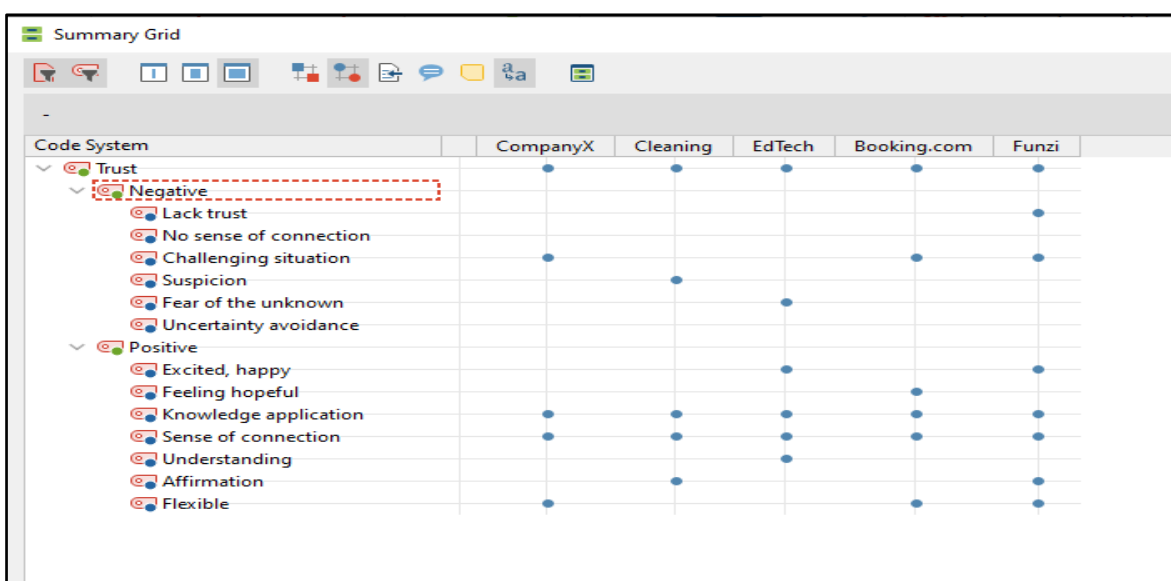 Summary Grid
a
a
-
Code System CompanyX Cleaning EdTech Booking.com Funzi
Trust
Negative
Lack trust
No sense of connection
Challenging situation
Suspicion
Fear of the unknown
Uncertainty avoidance
Positive
Excited, happy
Feeling hopeful
Knowledge application
Sense of connection
Understanding
Affirmation
Flexible